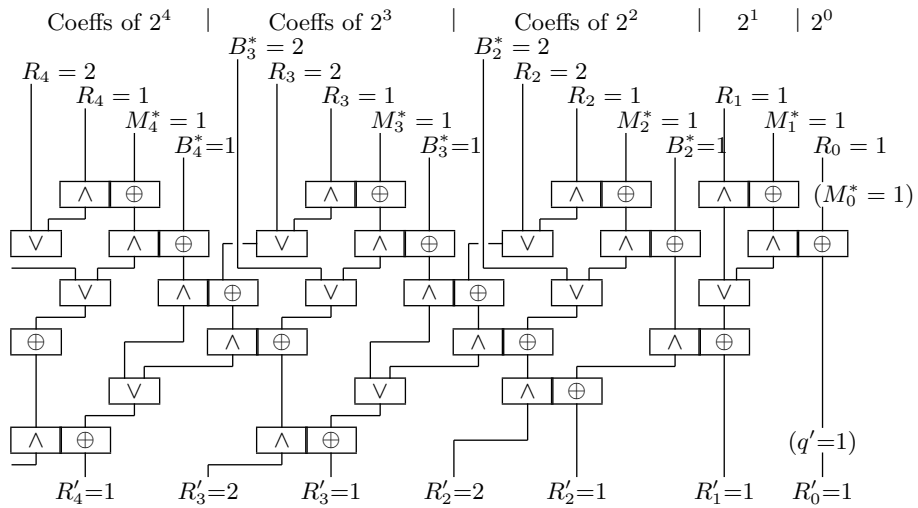 Coeffs of 2^4 | Coeffs of 2^3 | Coeffs of 2^2 | 2^1 | 2^0
B_3^* = 2 B_2^* = 2
R_4 = 2 R_3 = 2 R_2 = 2
R_4 = 1 R_3 = 1 R_2 = 1 R_1 = 1
M_4^* = 1 M_3^* = 1 M_2^* = 1 M_1^* = 1
B_4^*=1 B_3^*=1 B_2^*=1 R_0 = 1
∧ ⊕ ∧ ⊕ ∧ ⊕ ∧ ⊕ (M_0^* = 1)
∨ ∧ ⊕ ∨ ∧ ⊕ ∨ ∧ ⊕ ∧ ⊕
∨ ∧ ⊕ ∨ ∧ ⊕ ∨ ∨
⊕ ∧ ⊕ ∧ ⊕ ∧ ⊕
∨ ∨ ∧ ⊕
∧ ⊕ ∧ ⊕ (q'=1)
R'_4=1 R'_3=2 R'_3=1 R'_2=2 R'_2=1 R'_1=1 R'_0=1